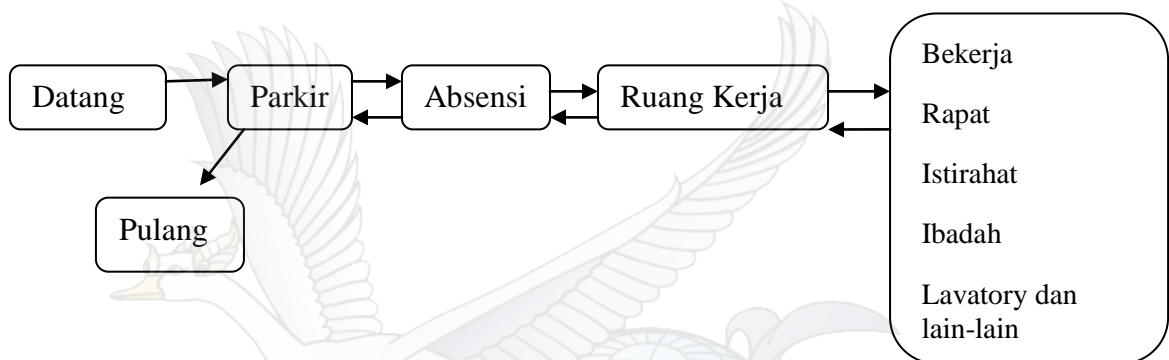 Datang
Parkir
Absensi
Ruang Kerja
Bekerja
Rapat
Istirahat
Ibadah
Lavatory dan
lain-lain
Pulang